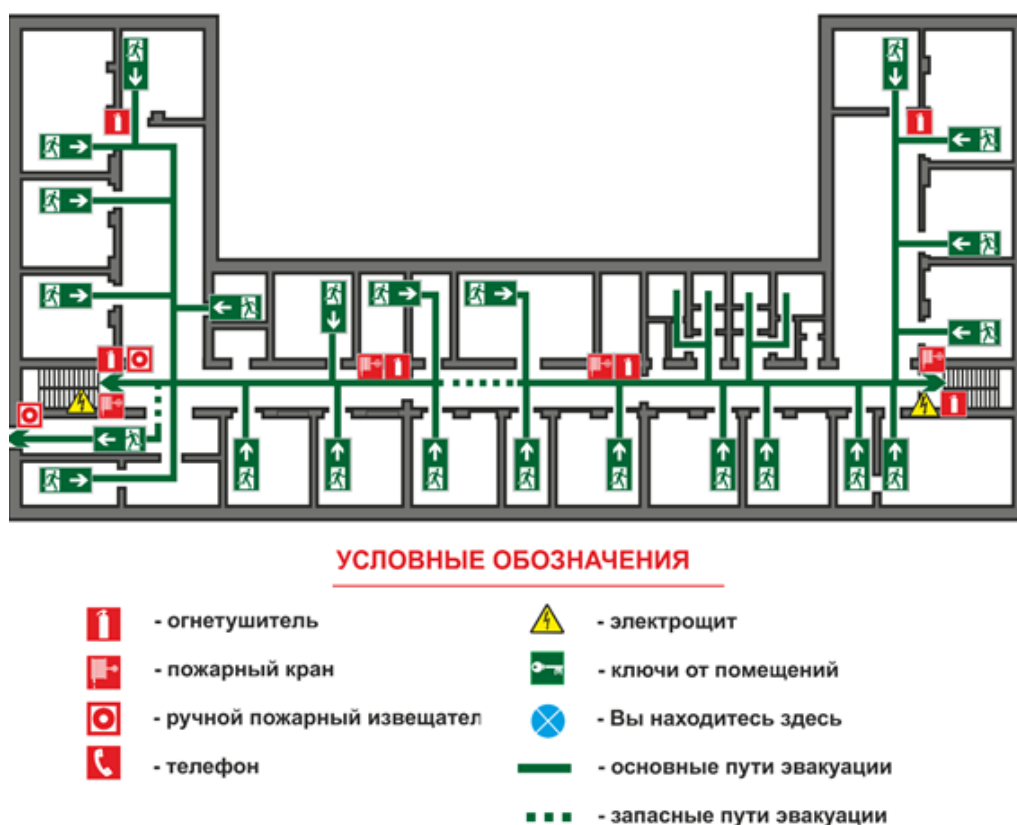 УСЛОВНЫЕ ОБОЗНАЧЕНИЯ
- огнетушитель
- пожарный кран
- ручной пожарный извещател
- телефон
- электрощит
- ключи от помещений
- Вы находитесь здесь
- основные пути эвакуации
- запасные пути эвакуации